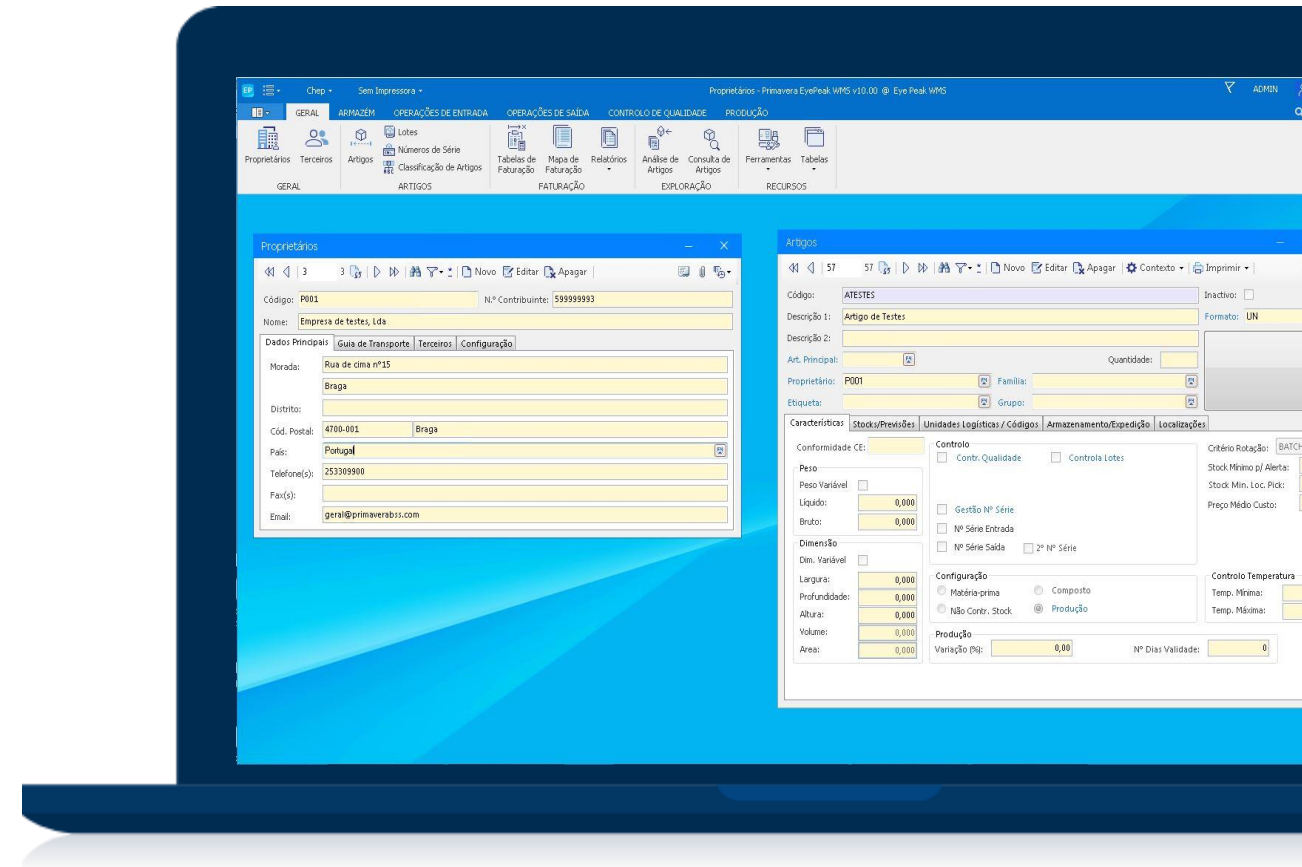 EP Chep Sem Impressora Proprietários - Primavera EyePeak WMS v10.00 @ Eye Peak WMS ADMIN
GERAL ARMAZÉM OPERAÇÕES DE ENTRADA OPERAÇÕES DE SAÍDA CONTROLO DE QUALIDADE PRODUÇÃO
Proprietários Terceiros Artigos Lotes Números de Série Classificação de Artigos Tabelas de Faturação Mapa de Faturação Relatórios Análise de Artigos Consulta de Artigos Ferramentas Tabelas
GERAL ARTIGOS FATURAÇÃO EXPLORAÇÃO RECURSOS
Proprietários
3 3 Novo Editar Apagar
Código: P001 N.º Contribuinte: 599999993
Nome: Empresa de testes, Lda
Dados Principais Guia de Transporte Terceiros Configuração
Morada: Rua de cima nº15
Braga
Distrito:
Cód. Postal: 4700-001 Braga
País: Portugal
Telefone(s): 253309900
Fax(s):
Email: geral@primaverabss.com
Artigos
57 57 Novo Editar Apagar Contexto Imprimir
Código: ATESTES Inactivo:
Descrição 1: Artigo de Testes Formato: UN
Descrição 2:
Art. Principal: Quantidade:
Proprietário: P001 Família:
Etiqueta: Grupo:
Características Stocks/Previsões Unidades Logísticas / Códigos Armazenamento/Expedição Localizações
Conformidade CE: Controlo Critério Rotação: BATCH
Contr. Qualidade Controla Lotes
Peso Stock Mínimo p/ Alerta:
Peso Variável Stock Min. Loc. Pick:
Líquido: 0,000 Gestão Nº Série Preço Médio Custo:
Bruto: 0,000 Nº Série Entrada
Dimensão Nº Série Saída 2º Nº Série
Dim. Variável
Largura: 0,000 Configuração Controlo Temperatura
Profundidade: 0,000 Matéria-prima Composto Temp. Mínima:
Altura: 0,000 Não Contr. Stock Produção Temp. Máxima:
Volume: 0,000 Produção
Area: 0,000 Variação (%): 0,00 Nº Dias Validade: 0